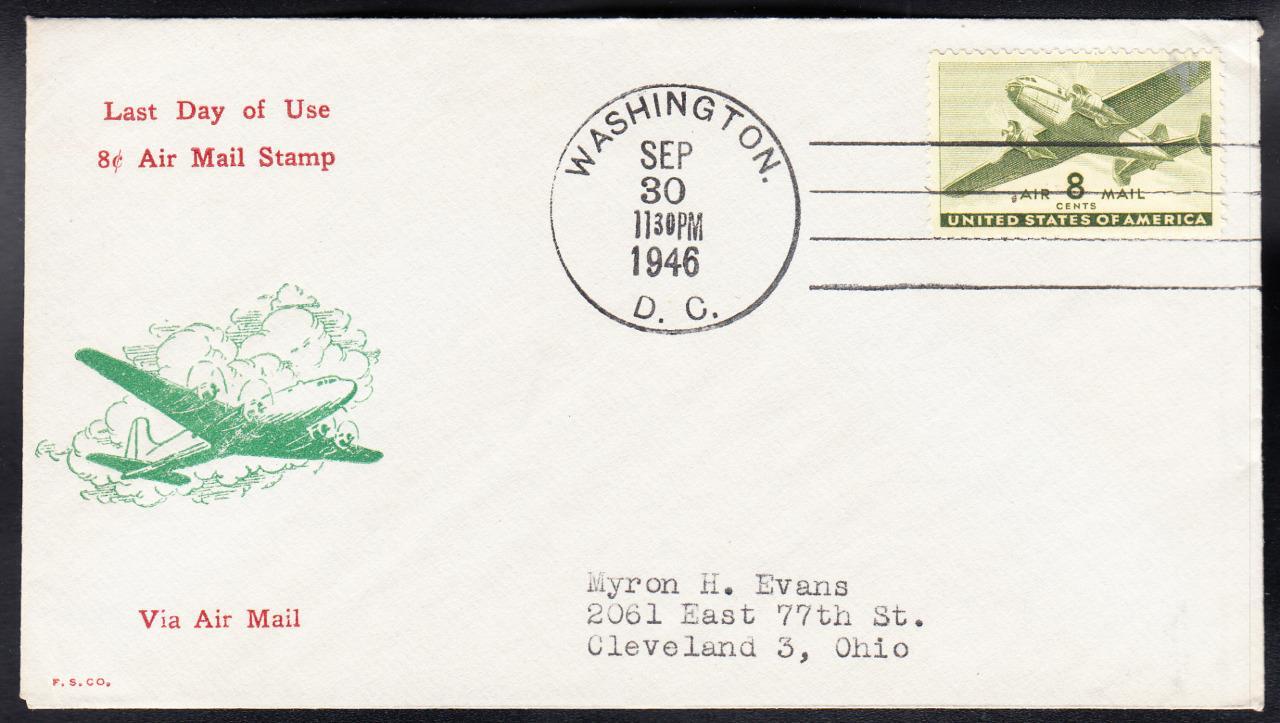 Last Day of Use
8¢ Air Mail Stamp
WASHINGTON.
SEP
30
1130PM
1946
D. C.
AIR 8 MAIL
CENTS
UNITED STATES OF AMERICA
Myron H. Evans
2061 East 77th St.
Cleveland 3, Ohio
Via Air Mail
F. S. CO.